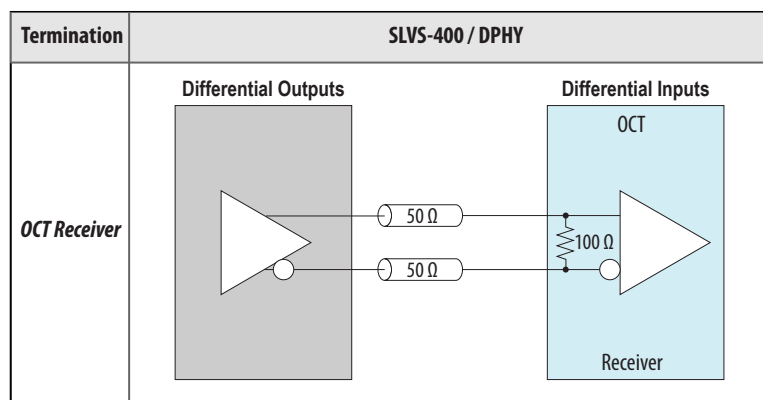 Termination
SLVS-400 / DPHY
OCT Receiver
Differential Outputs
Differential Inputs
OCT
50 Ω
100 Ω
50 Ω
Receiver